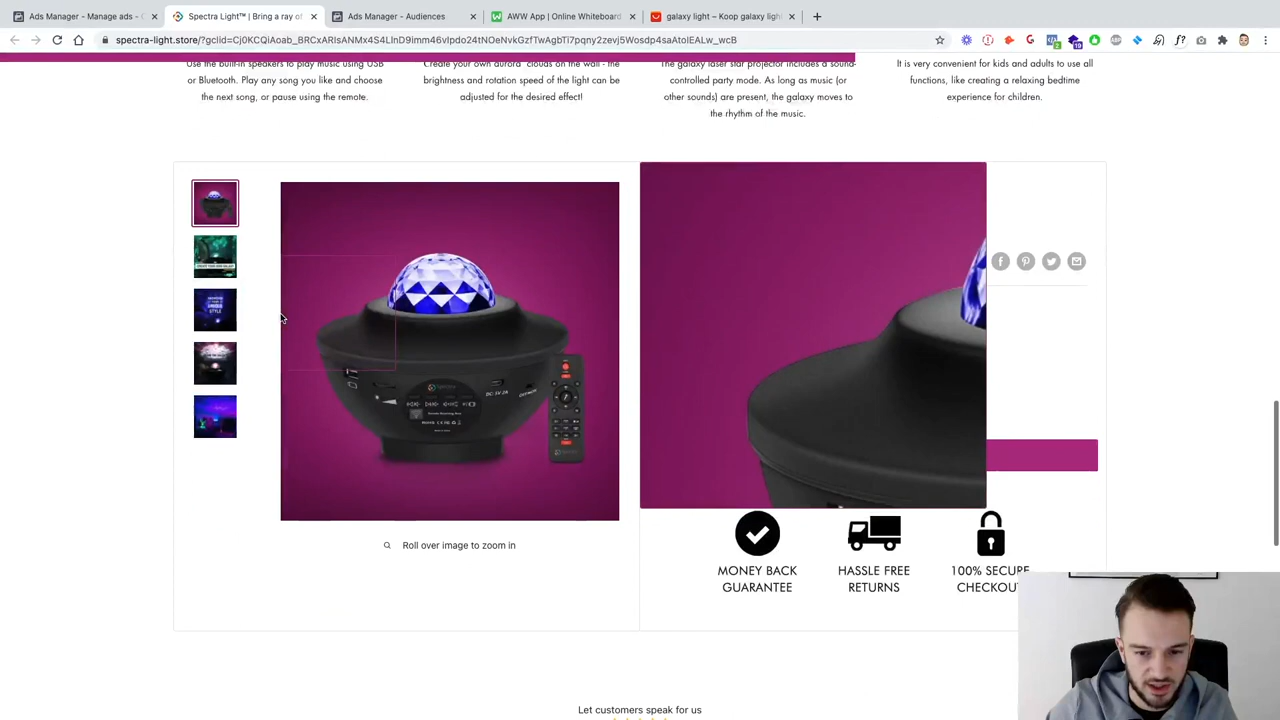 Ads Manager - Manage ads - C
Spectra Light™ | Bring a ray of
Ads Manager - Audiences
AWW App | Online Whiteboard
galaxy light – Koop galaxy light
spectra-light.store/?gclid=Cj0KCQiAoab_BRCxARIsANMx4S4LInD9imm46vIpdo24tNOeNvkGzfTwAgbTi7pqny2zevj5Wosdp4saAtolEALw_wcB
Use the built-in speakers to play music using USB
or Bluetooth. Play any song you like and choose
the next song, or pause using the remote.
Create your own aurora "clouds on the wall - the
brightness and rotation speed of the light can be
adjusted for the desired effect!
The galaxy laser star projector includes a sound-
controlled party mode. As long as music (or
other sounds) are present, the galaxy moves to
the rhythm of the music.
It is very convenient for kids and adults to use all
functions, like creating a relaxing bedtime
experience for children.
DC 5V 2A
Roll over image to zoom in
MONEY BACK
GUARANTEE
HASSLE FREE
RETURNS
100% SECURE
CHECKOU
Let customers speak for us